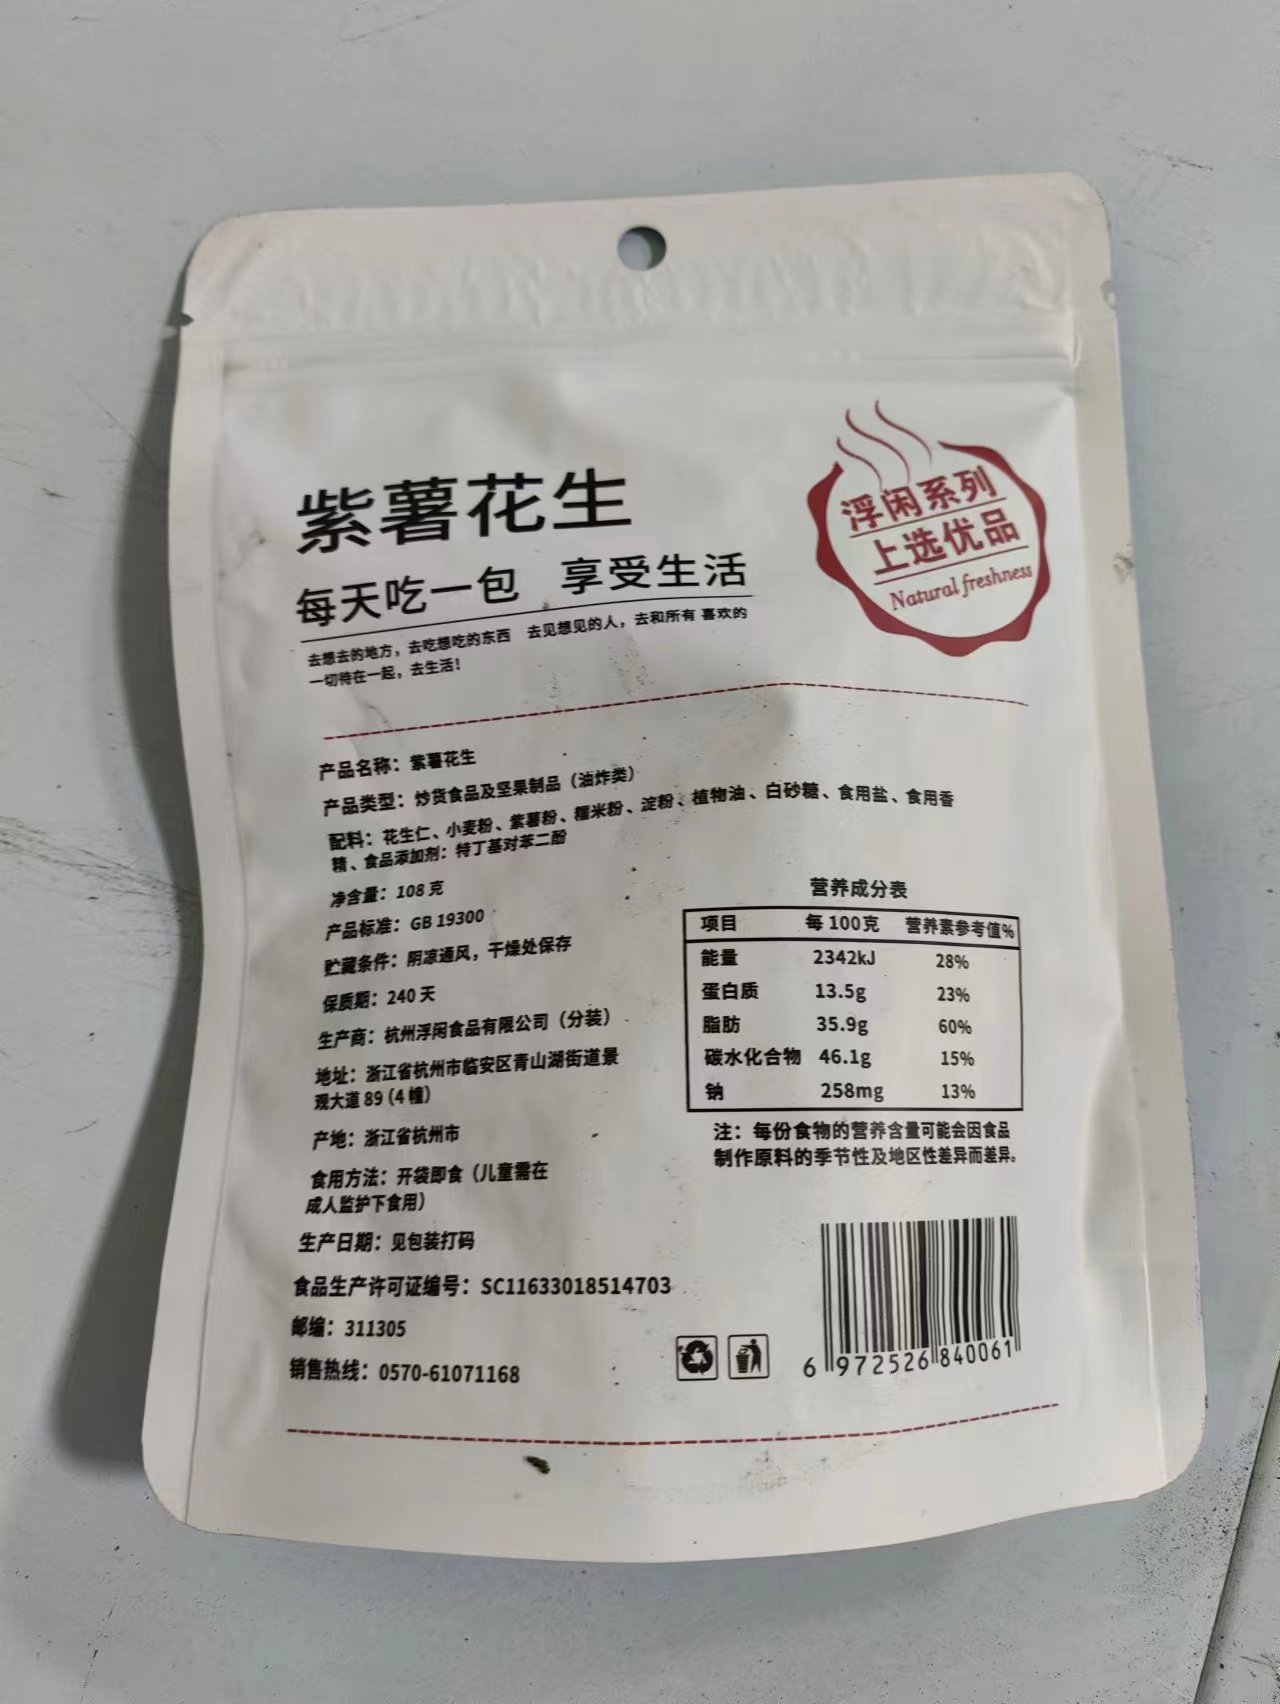 紫薯花生
每天吃一包 享受生活
去想去的地方，去吃想吃的东西 去见想见的人，去和所有 喜欢的
一切待在一起，去生活！
浮闲系列
上选优品
Natural freshness
产品名称：紫薯花生
产品类型：炒货食品及坚果制品（油炸类）
配料：花生仁、小麦粉、紫薯粉、糯米粉、淀粉、植物油、白砂糖、食用盐、食用香
精、食品添加剂：特丁基对苯二酚
净含量：108 克
产品标准：GB 19300
贮藏条件：阴凉通风，干燥处保存
保质期：240 天
生产商：杭州浮闲食品有限公司（分装）
地址：浙江省杭州市临安区青山湖街道景
观大道 89 (4 幢)
产地：浙江省杭州市
食用方法：开袋即食（儿童需在
成人监护下食用）
生产日期：见包装打码
食品生产许可证编号：SC11633018514703
邮编：311305
销售热线：0570-61071168
营养成分表
项目 每 100克 营养素参考值%
能量 2342kJ 28%
蛋白质 13.5g 23%
脂肪 35.9g 60%
碳水化合物 46.1g 15%
钠 258mg 13%
注：每份食物的营养含量可能会因食品
制作原料的季节性及地区性差异而差异。
6 972526 840061